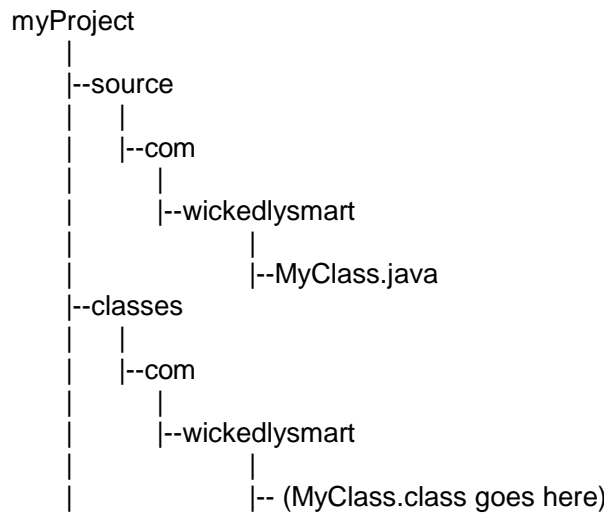 myProject
|
|--source
| |
| |--com
| |
| |--wickedlysmart
| |
| |--MyClass.java
|--classes
| |
| |--com
| |
| |--wickedlysmart
| |
| |-- (MyClass.class goes here)